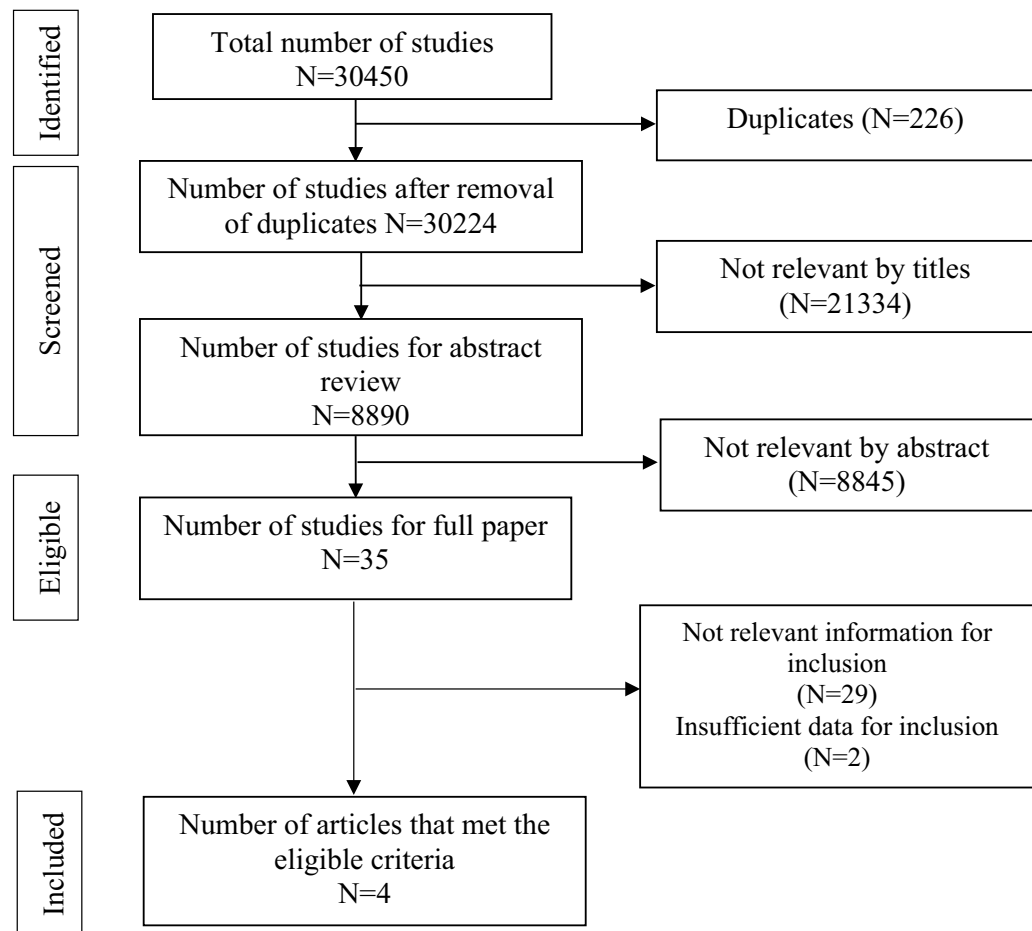 Identified
Total number of studies
N=30450
Duplicates (N=226)
Screened
Number of studies after removal
of duplicates N=30224
Not relevant by titles
(N=21334)
Number of studies for abstract
review
N=8890
Not relevant by abstract
(N=8845)
Eligible
Number of studies for full paper
N=35
Not relevant information for
inclusion
(N=29)
Insufficient data for inclusion
(N=2)
Included
Number of articles that met the
eligible criteria
N=4